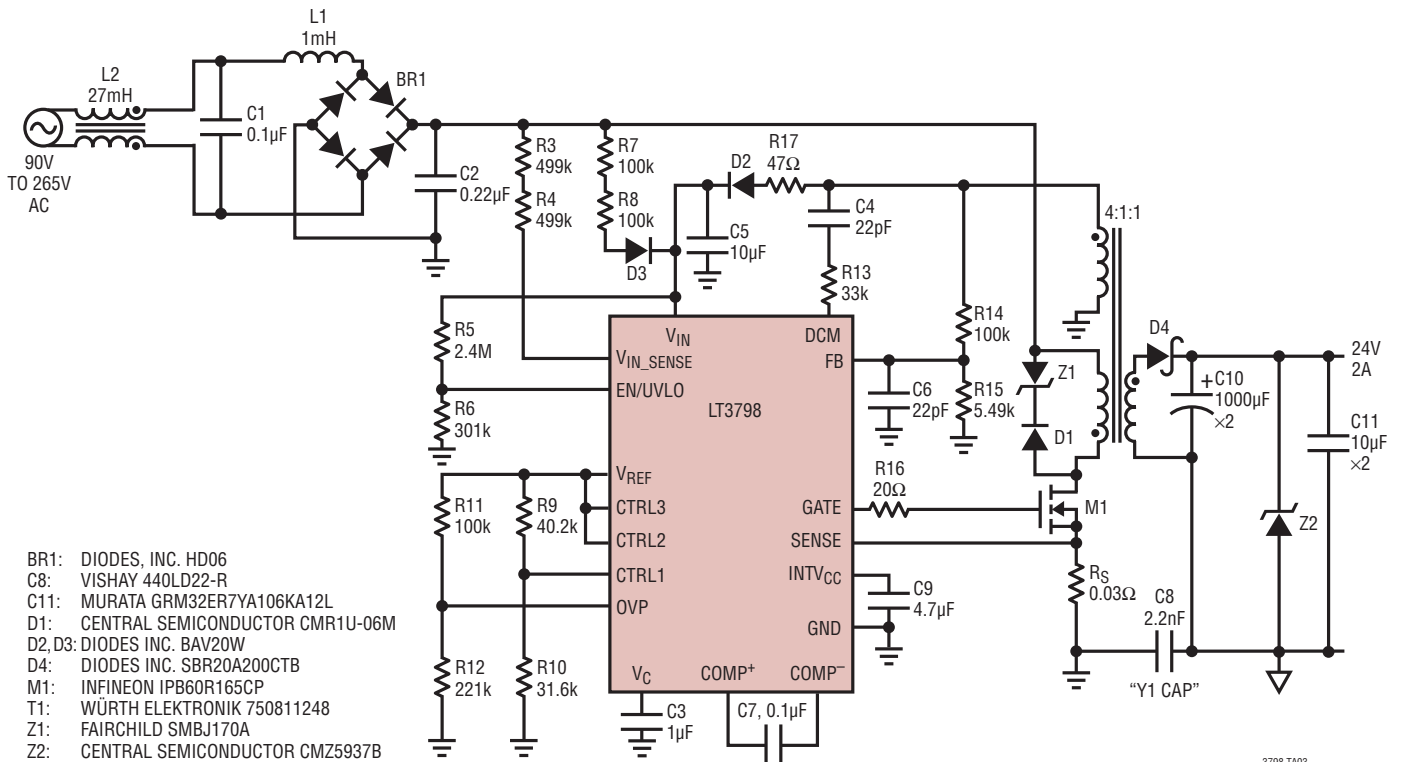 L1
1mH
L2
27mH
BR1
C1
0.1µF
90V
TO 265V
AC
C2
0.22µF
R3
499k
R4
499k
R7
100k
R8
100k
D3
D2
R17
47Ω
C5
10µF
C4
22pF
R13
33k
4:1:1
R5
2.4M
R6
301k
R14
100k
R15
5.49k
C6
22pF
Z1
D1
D4
+C10
1000µF
×2
24V
2A
C11
10µF
×2
Z2
V_IN
DCM
V_IN_SENSE
FB
EN/UVLO
LT3798
V_REF
CTRL3
GATE
CTRL2
SENSE
CTRL1
INTV_CC
OVP
GND
V_C
COMP⁺
COMP⁻
R16
20Ω
M1
R11
100k
R9
40.2k
R12
221k
R10
31.6k
C3
1µF
C7, 0.1µF
C9
4.7µF
R_S
0.03Ω
C8
2.2nF
"Y1 CAP"
BR1: DIODES, INC. HD06
C8: VISHAY 440LD22-R
C11: MURATA GRM32ER7YA106KA12L
D1: CENTRAL SEMICONDUCTOR CMR1U-06M
D2,D3: DIODES INC. BAV20W
D4: DIODES INC. SBR20A200CTB
M1: INFINEON IPB60R165CP
T1: WÜRTH ELEKTRONIK 750811248
Z1: FAIRCHILD SMBJ170A
Z2: CENTRAL SEMICONDUCTOR CMZ5937B
3798 TA03